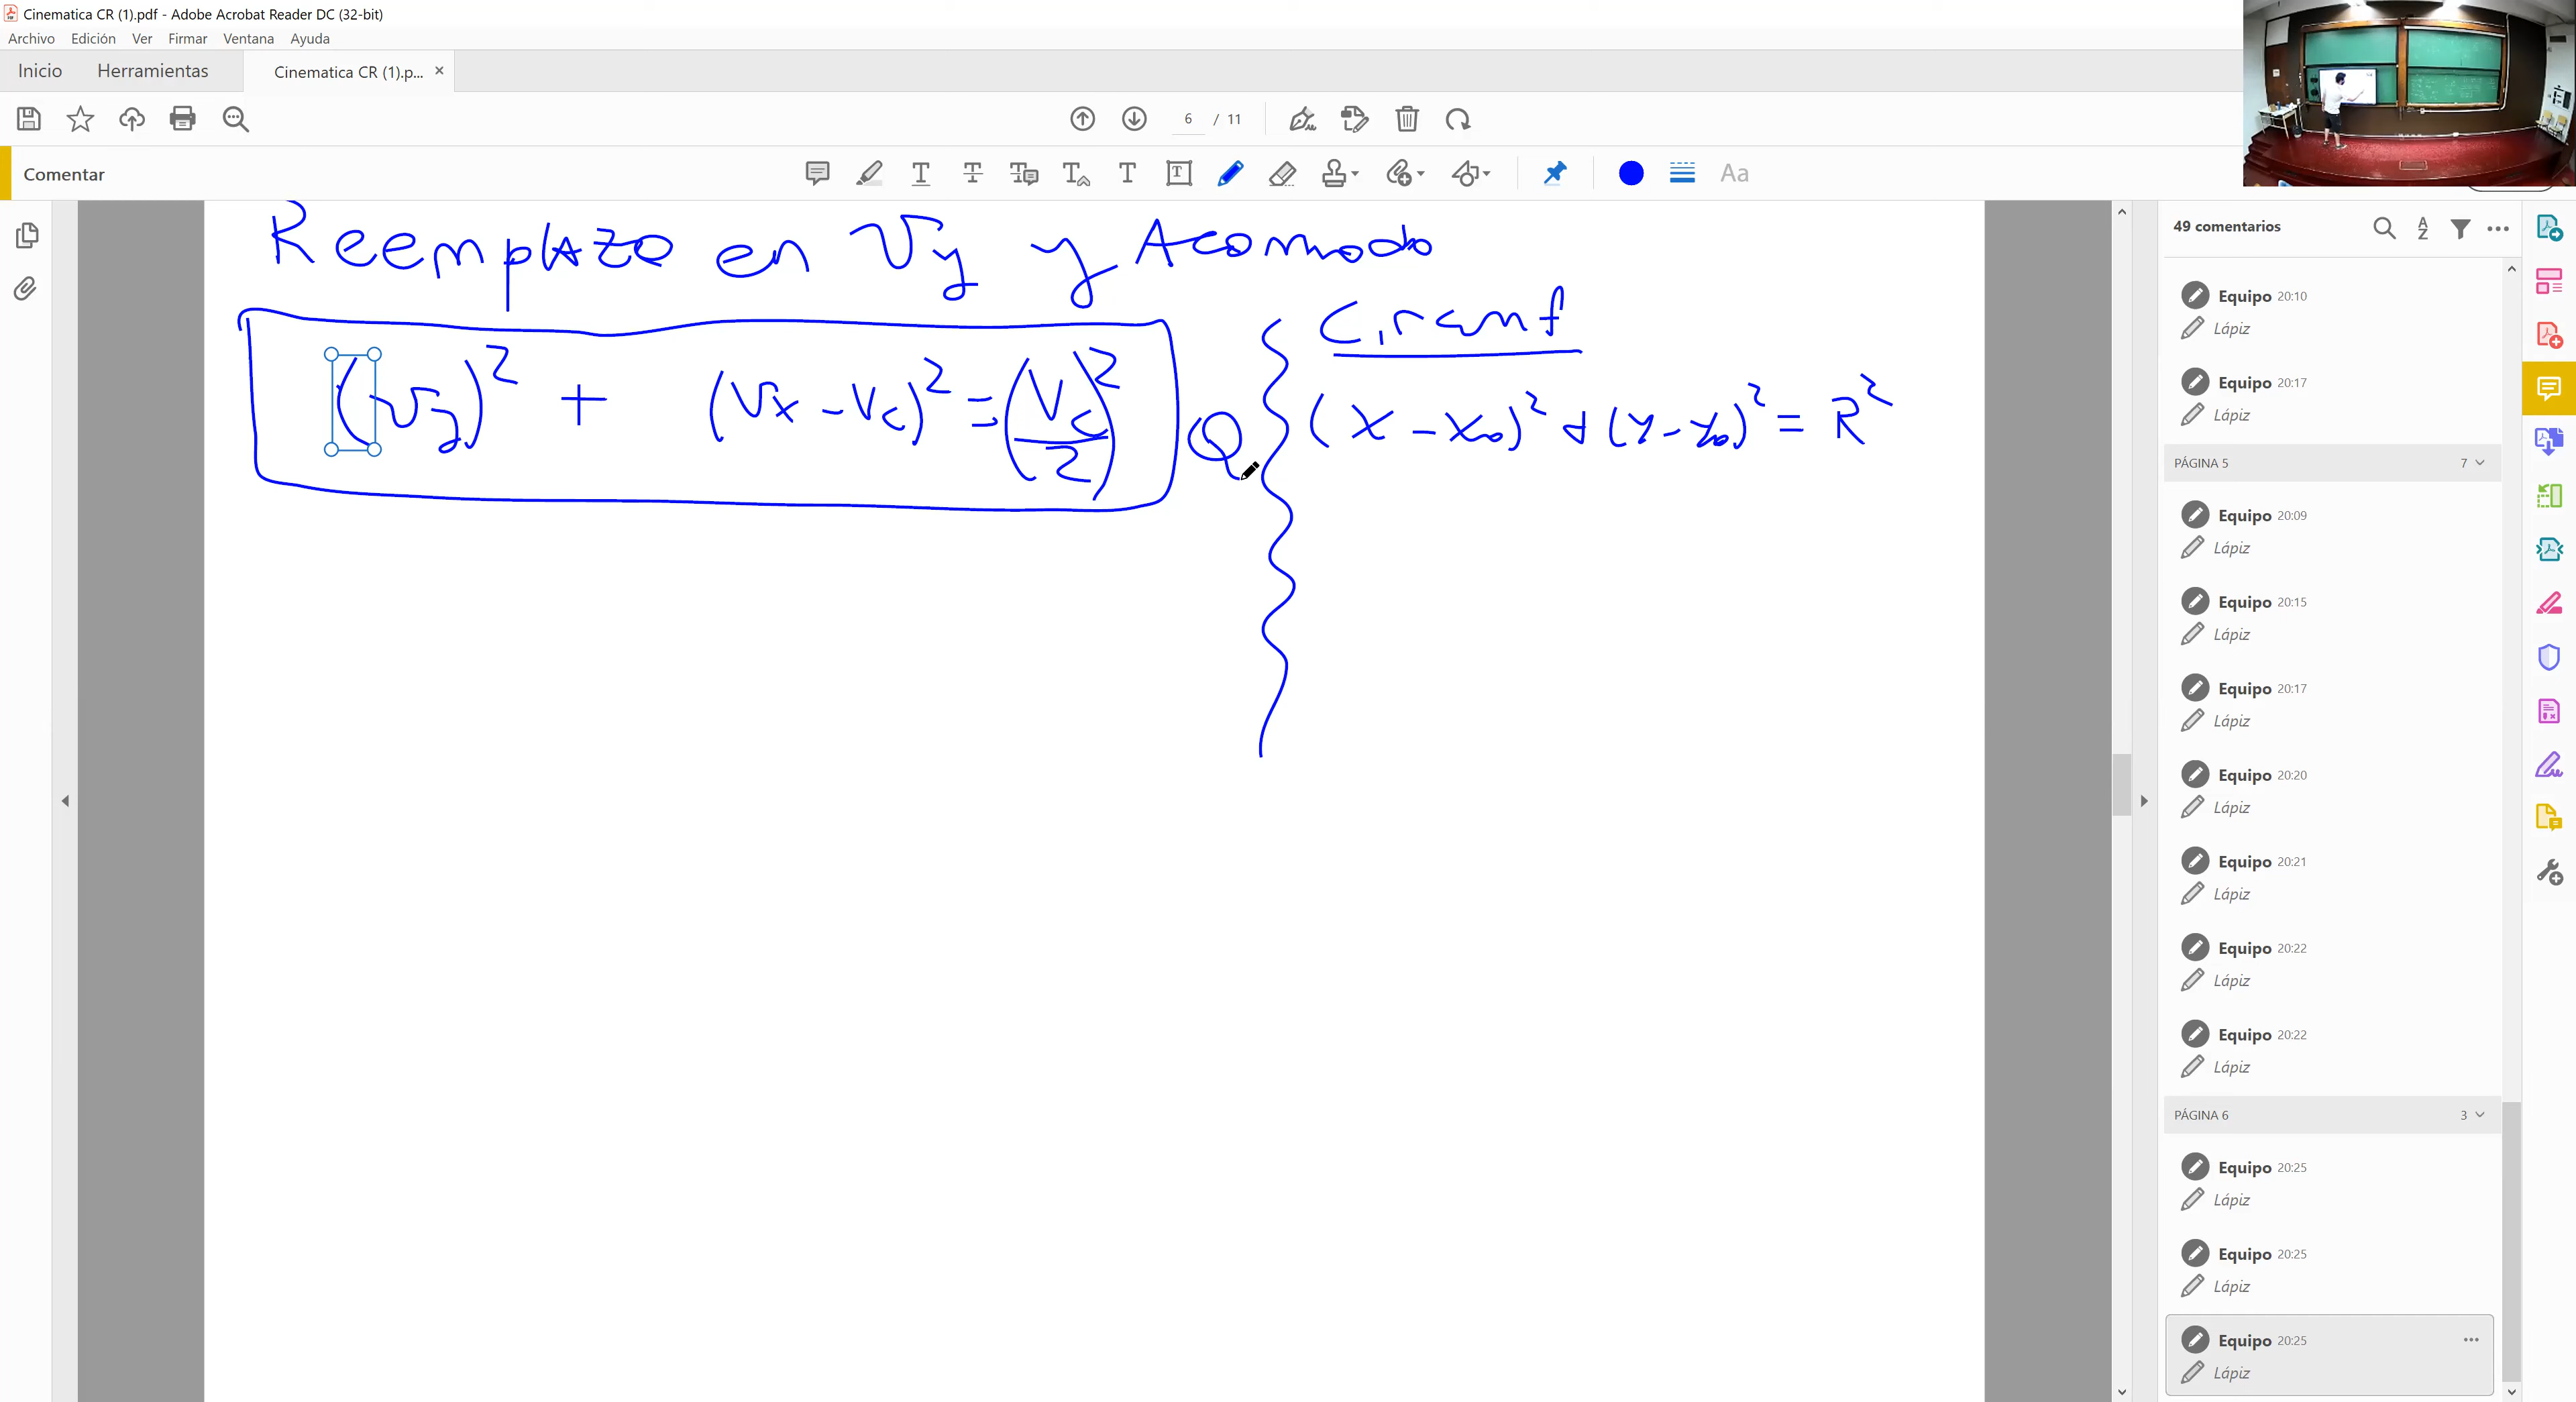 Cinematica CR (1).pdf - Adobe Acrobat Reader DC (32-bit)
Archivo Edición Ver Firmar Ventana Ayuda
Inicio Herramientas Cinematica CR (1).p... ×
6 / 11
Comentar
Aa
49 comentarios
Reemplazo en Vy y Acomodo
Circunf
(Vy)² + (Vx - Vc)² = (Vc/2)²
Q
(x - x₀)² + (y - y₀)² = R²
Equipo 20:10
Lápiz
Equipo 20:17
Lápiz
PÁGINA 5 7
Equipo 20:09
Lápiz
Equipo 20:15
Lápiz
Equipo 20:17
Lápiz
Equipo 20:20
Lápiz
Equipo 20:21
Lápiz
Equipo 20:22
Lápiz
Equipo 20:22
Lápiz
PÁGINA 6 3
Equipo 20:25
Lápiz
Equipo 20:25
Lápiz
Equipo 20:25
Lápiz